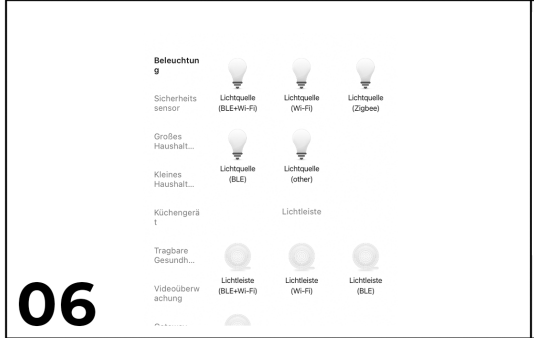 Beleuchtun
g
Sicherheits
sensor
Großes
Haushalt...
Kleines
Haushalt...
Küchengerä
t
Tragbare
Gesundh...
Videoüberw
achung
Lichtquelle
(BLE+Wi-Fi)
Lichtquelle
(Wi-Fi)
Lichtquelle
(Zigbee)
Lichtquelle
(BLE)
Lichtquelle
(other)
Lichtleiste
Lichtleiste
(BLE+Wi-Fi)
Lichtleiste
(Wi-Fi)
Lichtleiste
(BLE)
06